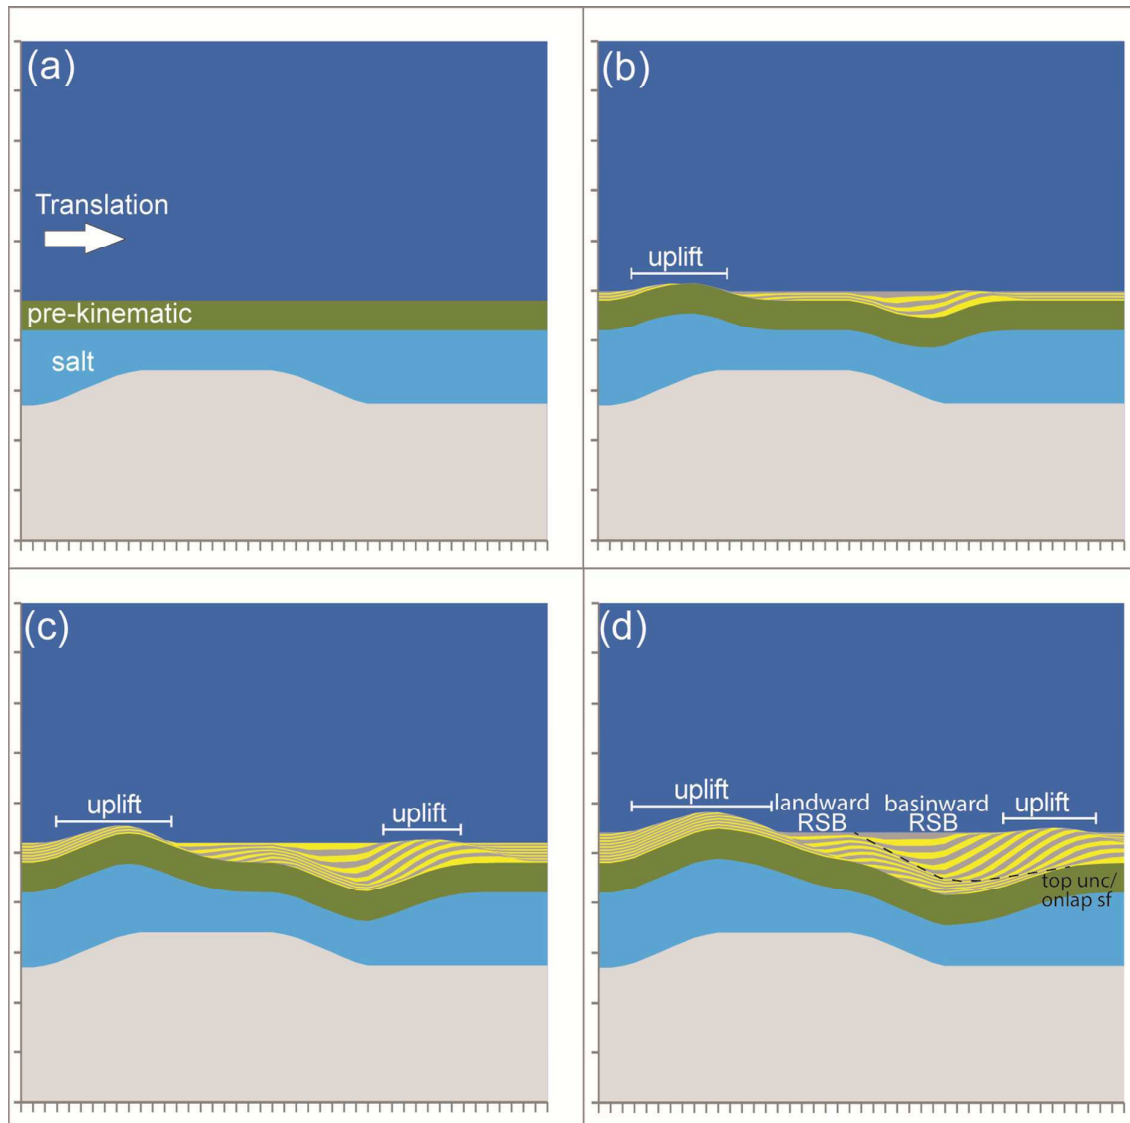 (a)
Translation
pre-kinematic
salt
(b)
uplift
(c)
uplift
uplift
(d)
uplift
landward
RSB
basinward
RSB
uplift
top unc/
onlap sf